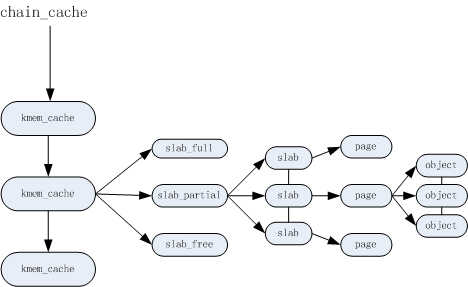 chain_cache
kmem_cache
kmem_cache
kmem_cache
slab_full
slab_partial
slab_free
slab
slab
slab
page
page
page
object
object
object